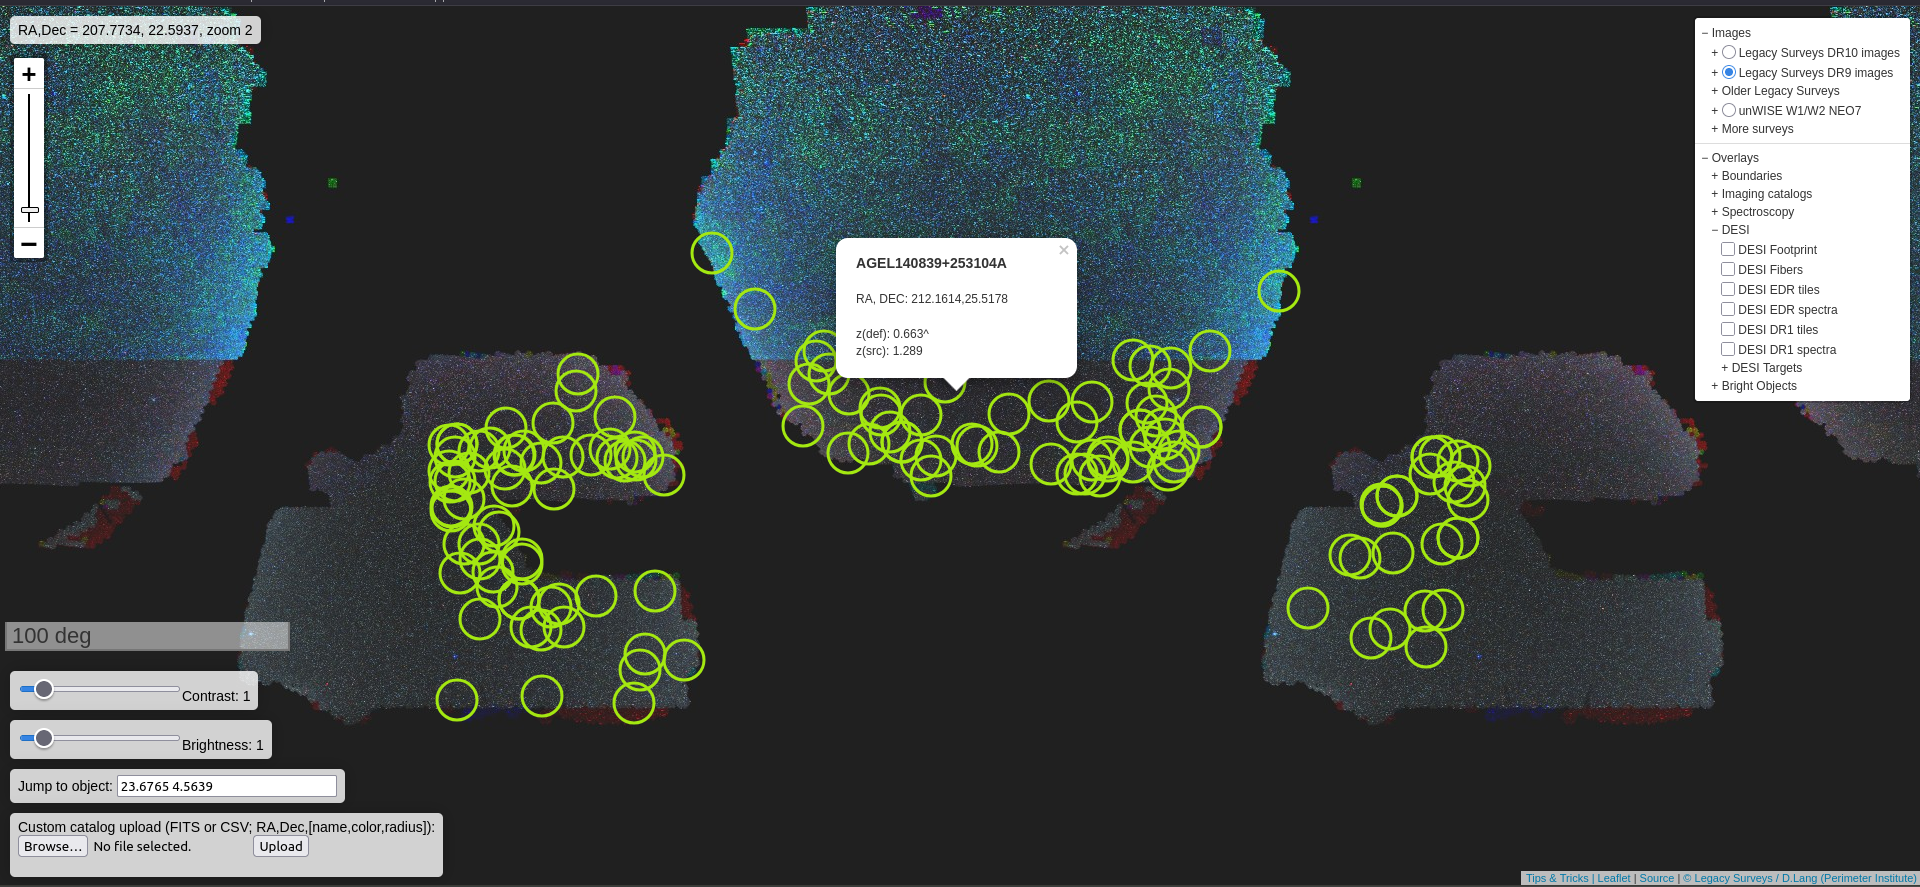 RA,Dec = 207.7734, 22.5937, zoom 2
+
−
AGEL140839+253104A
×
RA, DEC: 212.1614,25.5178
z(def): 0.663^
z(src): 1.289
− Images
+ Legacy Surveys DR10 images
+ Legacy Surveys DR9 images
+ Older Legacy Surveys
+ unWISE W1/W2 NEO7
+ More surveys
− Overlays
+ Boundaries
+ Imaging catalogs
+ Spectroscopy
− DESI
DESI Footprint
DESI Fibers
DESI EDR tiles
DESI EDR spectra
DESI DR1 tiles
DESI DR1 spectra
+ DESI Targets
+ Bright Objects
100 deg
Contrast: 1
Brightness: 1
Jump to object: 23.6765 4.5639
Custom catalog upload (FITS or CSV; RA,Dec,[name,color,radius]):
Browse... No file selected. Upload
Tips & Tricks | Leaflet | Source | © Legacy Surveys / D.Lang (Perimeter Institute)